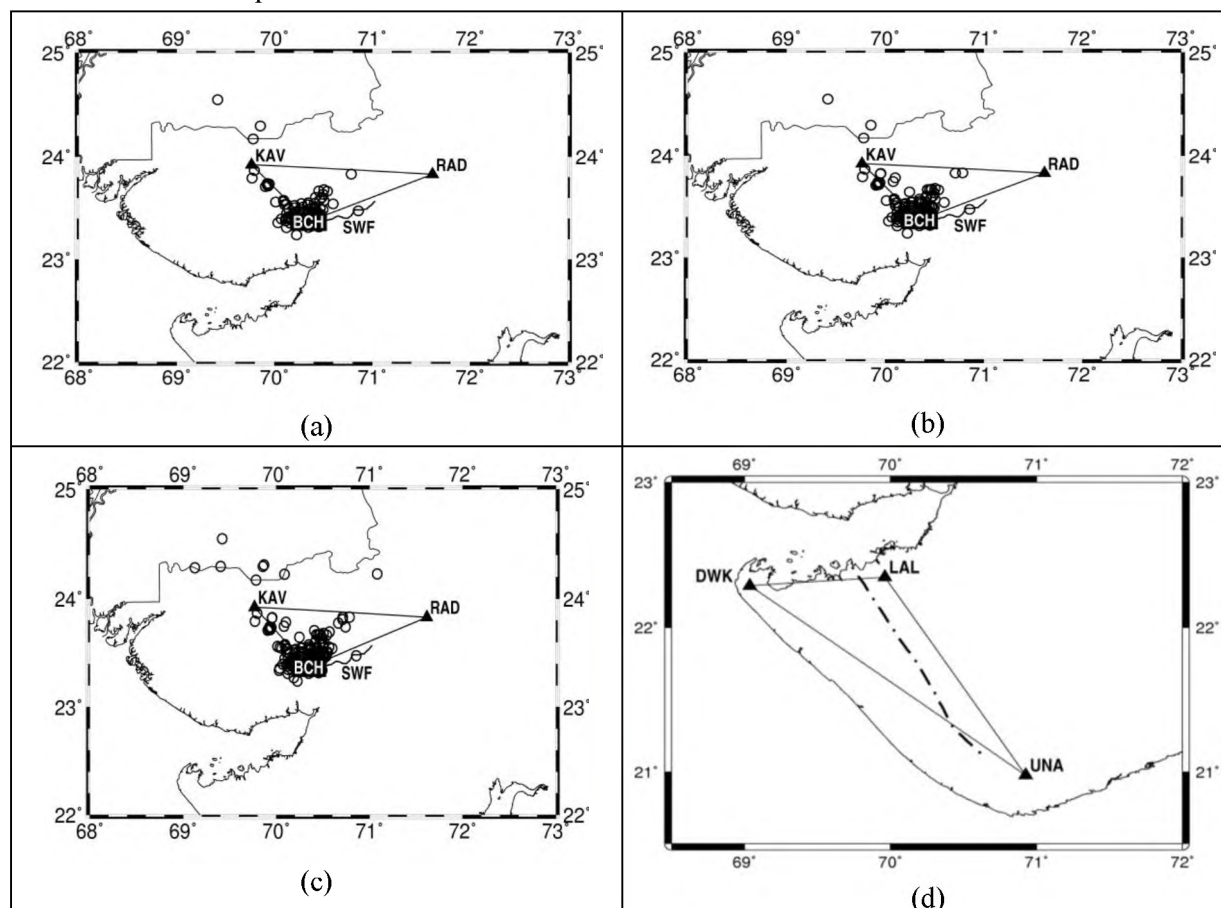 68 69 70 71 72 73
25˚ 25˚
24˚ 24˚
23˚ 23˚
22˚ 22˚
68˚ 69˚ 70˚ 71˚ 72˚ 73˚
KAV
RAD
BCH
SWF
(a)
68˚ 69˚ 70˚ 71˚ 72˚ 73˚
25˚ 25˚
24˚ 24˚
23˚ 23˚
22˚ 22˚
68˚ 69˚ 70˚ 71˚ 72˚ 73˚
KAV
RAD
BCH
SWF
(b)
68˚ 69˚ 70˚ 71˚ 72˚ 73˚
25˚ 25˚
24˚ 24˚
23˚ 23˚
22˚ 22˚
68˚ 69˚ 70˚ 71˚ 72˚ 73˚
KAV
RAD
BCH
SWF
(c)
69˚ 70˚ 71˚ 72˚
23˚ 23˚
22˚ 22˚
21˚ 21˚
69˚ 70˚ 71˚ 72˚
DWK
LAL
UNA
(d)